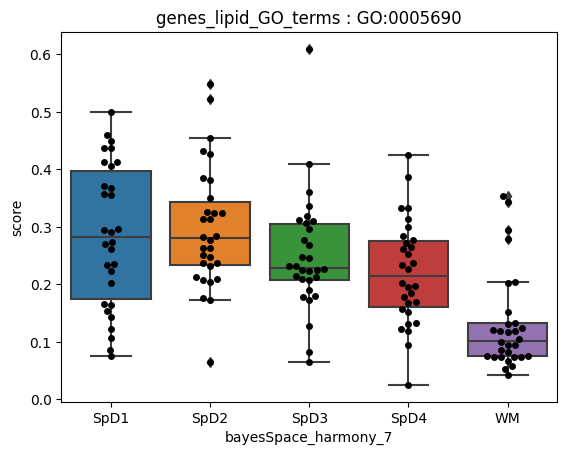 genes_lipid_GO_terms : GO:0005690
score
0.6
0.5
0.4
0.3
0.2
0.1
0.0
SpD1 SpD2 SpD3 SpD4 WM
bayesSpace_harmony_7